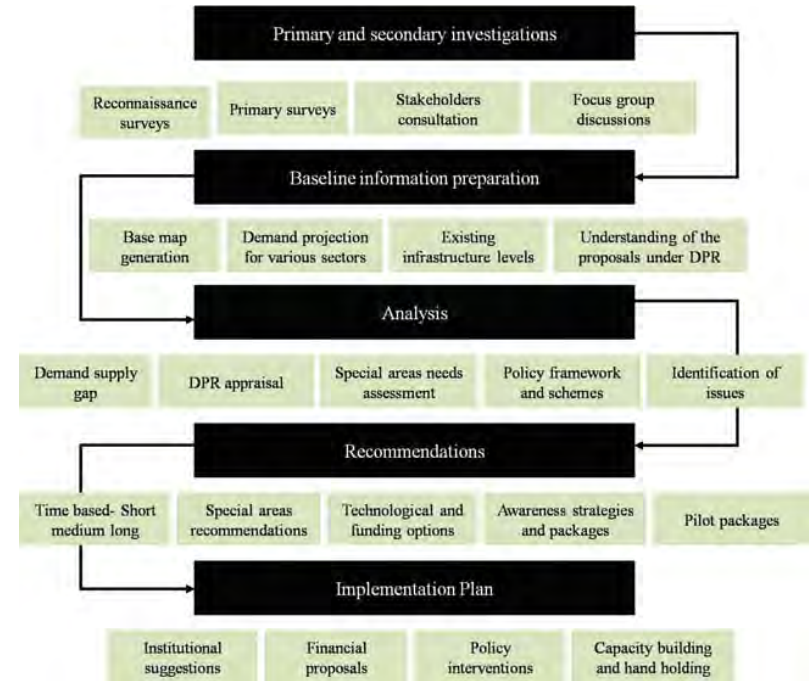 Primary and secondary investigations
Reconnaissance
surveys
Primary surveys
Stakeholders
consultation
Focus group
discussions
Baseline information preparation
Base map
generation
Demand projection
for various sectors
Existing
infrastructure levels
Understanding of the
proposals under DPR
Analysis
Demand supply
gap
DPR appraisal
Special areas needs
assessment
Policy framework
and schemes
Identification of
issues
Recommendations
Time based- Short
medium long
Special areas
recommendations
Technological and
funding options
Awareness strategies
and packages
Pilot packages
Implementation Plan
Institutional
suggestions
Financial
proposals
Policy
interventions
Capacity building
and hand holding